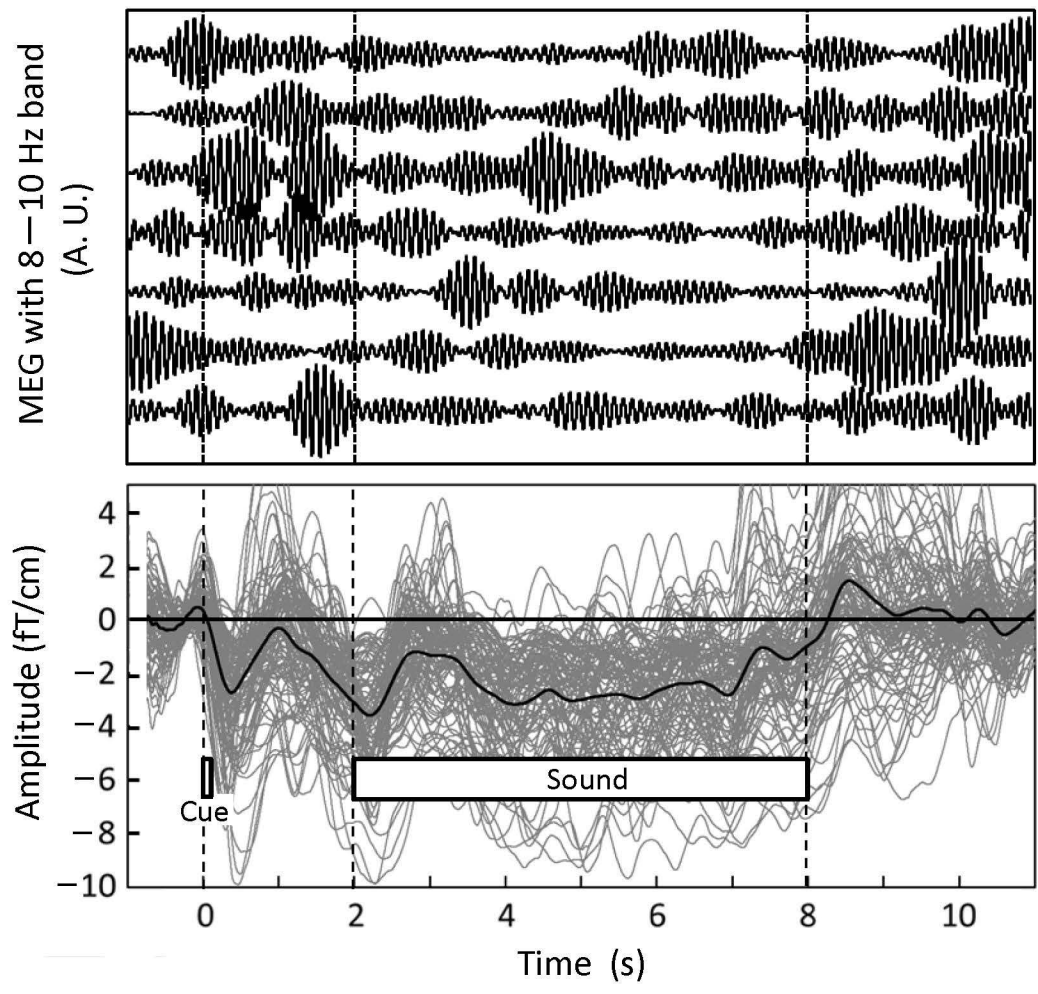 MEG with 8−10 Hz band
(A. U.)
Amplitude (fT/cm)
4
2
0
−2
−4
−6
−8
−10
Cue
Sound
0 2 4 6 8 10
Time (s)